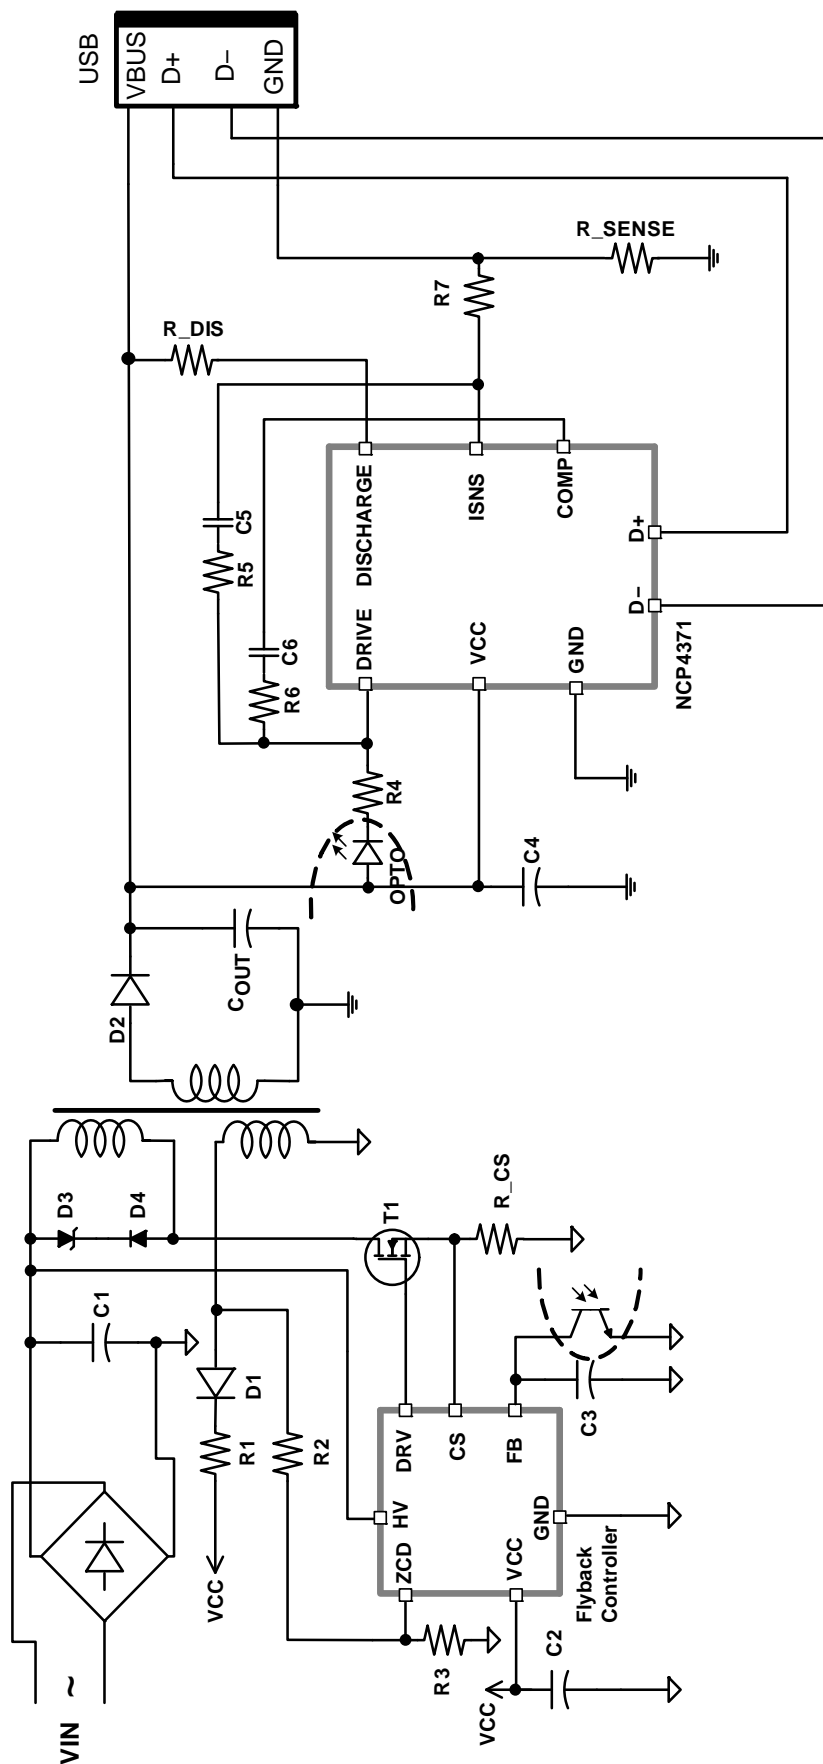 VIN ~
C1
D3
D4
D2
COUT
USB
VBUS
D+
D−
GND
R_DIS
C5
R5
C6
R6
R7
R_SENSE
VCC
R1
D1
R2
T1
R_CS
OPTO
R4
DRIVE
DISCHARGE
VCC
ISNS
GND
COMP
D−
D+
NCP4371
C4
ZCD
HV
DRV
VCC
CS
GND
FB
Flyback
Controller
R3
VCC
C2
C3